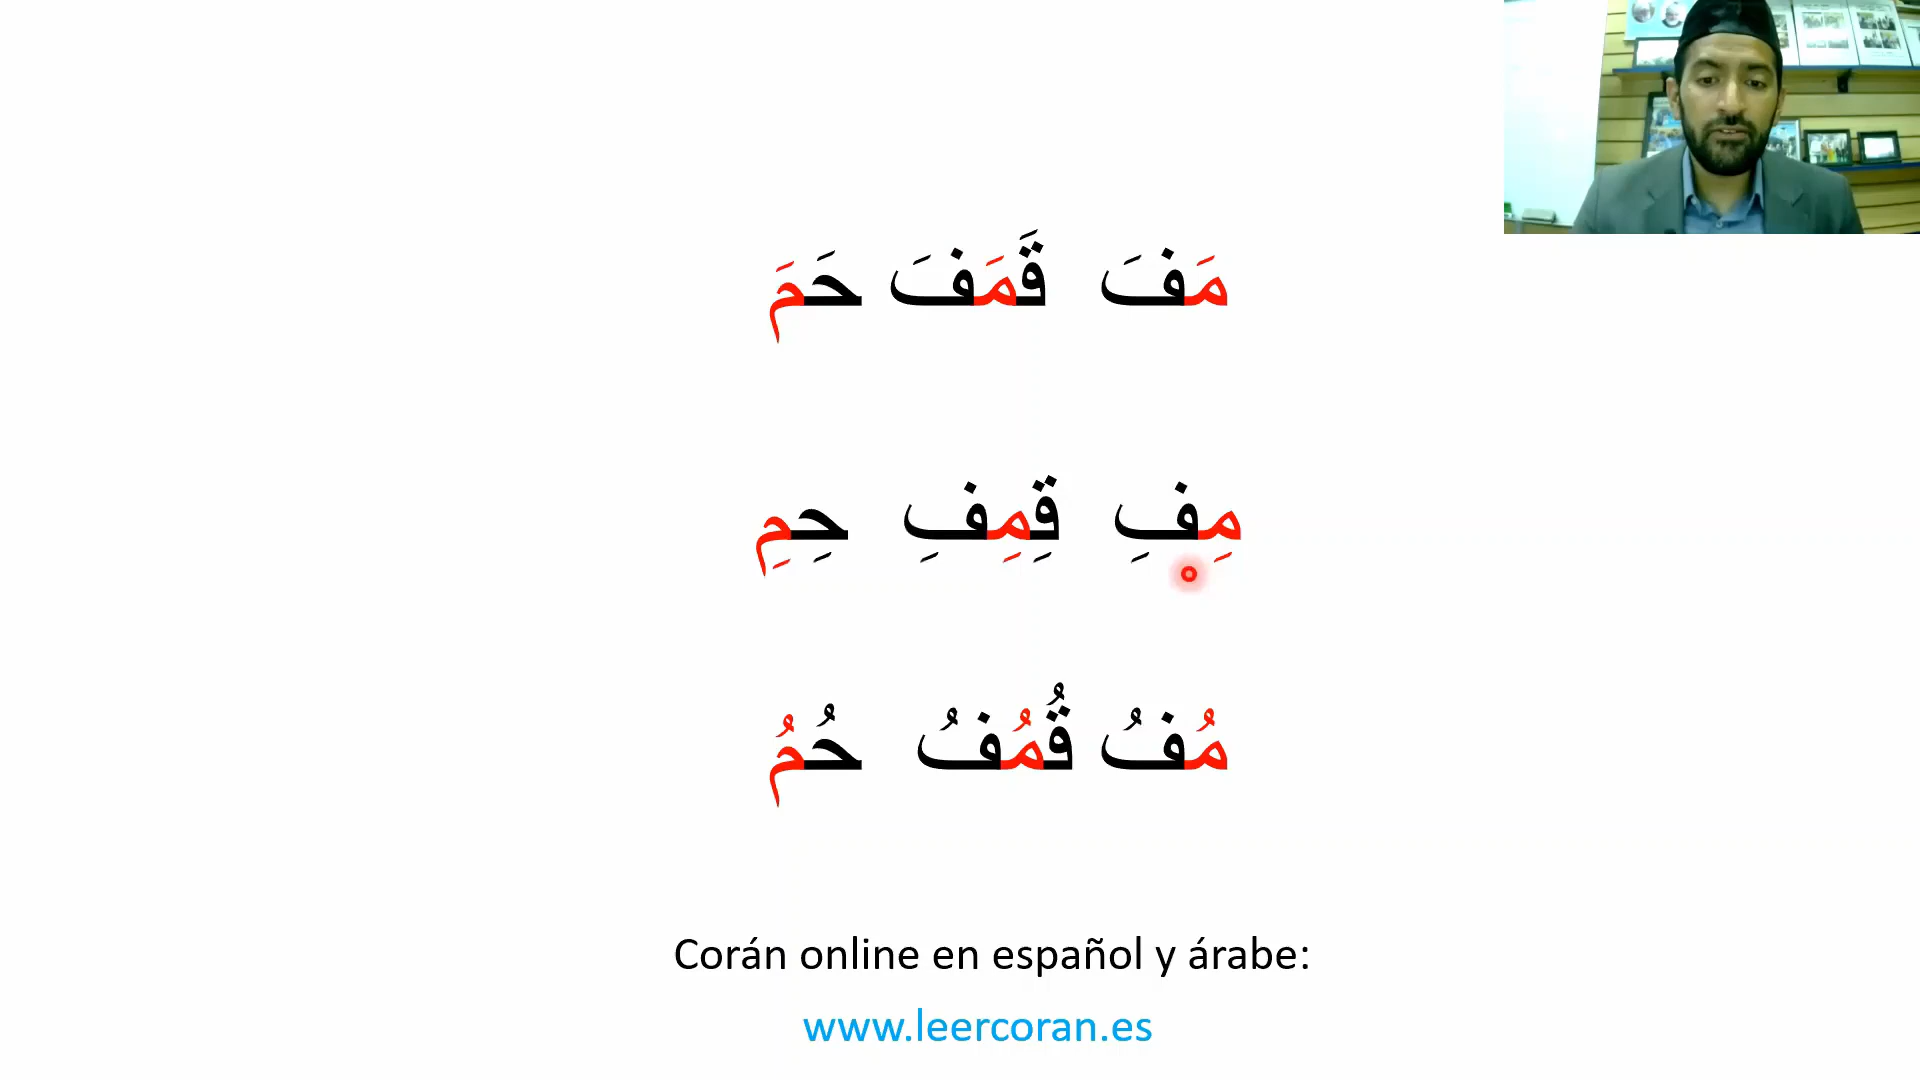 مَفَ قَمَفَ حَمَ
مِفِ قِمِفِ حِمِ
مُفُ قُمُفُ حُمُ
Corán online en español y árabe:
www.leercoran.es